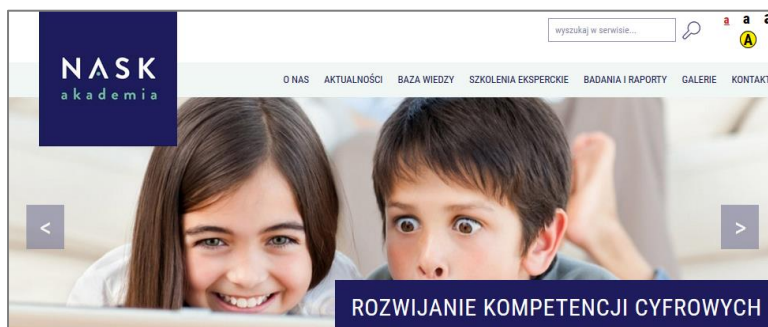 NASK
akademia
wyszukaj w serwisie...
a a a
A
O NAS AKTUALNOŚCI BAZA WIEDZY SZKOLENIA EKSPERCKIE BADANIA I RAPORTY GALERIE KONTAKT
< >
ROZWIJANIE KOMPETENCJI CYFROWYCH